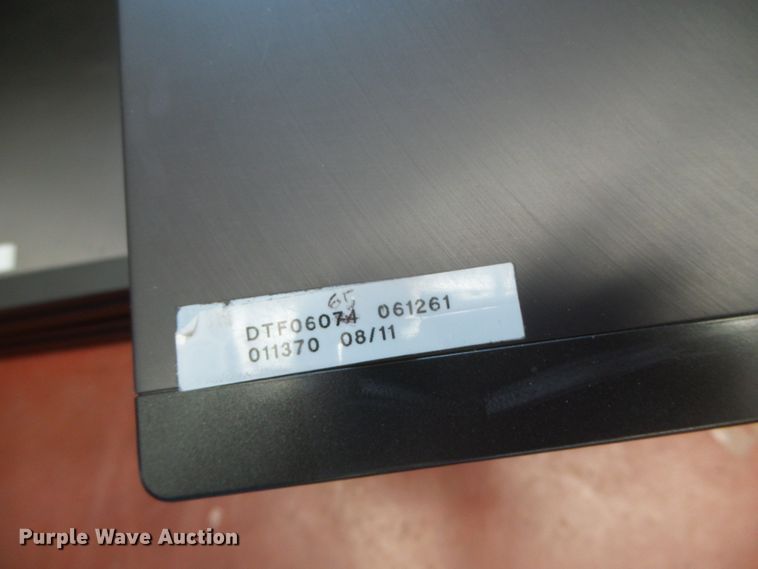 65
DTF06074 061261
011370 08/11
Purple Wave Auction®